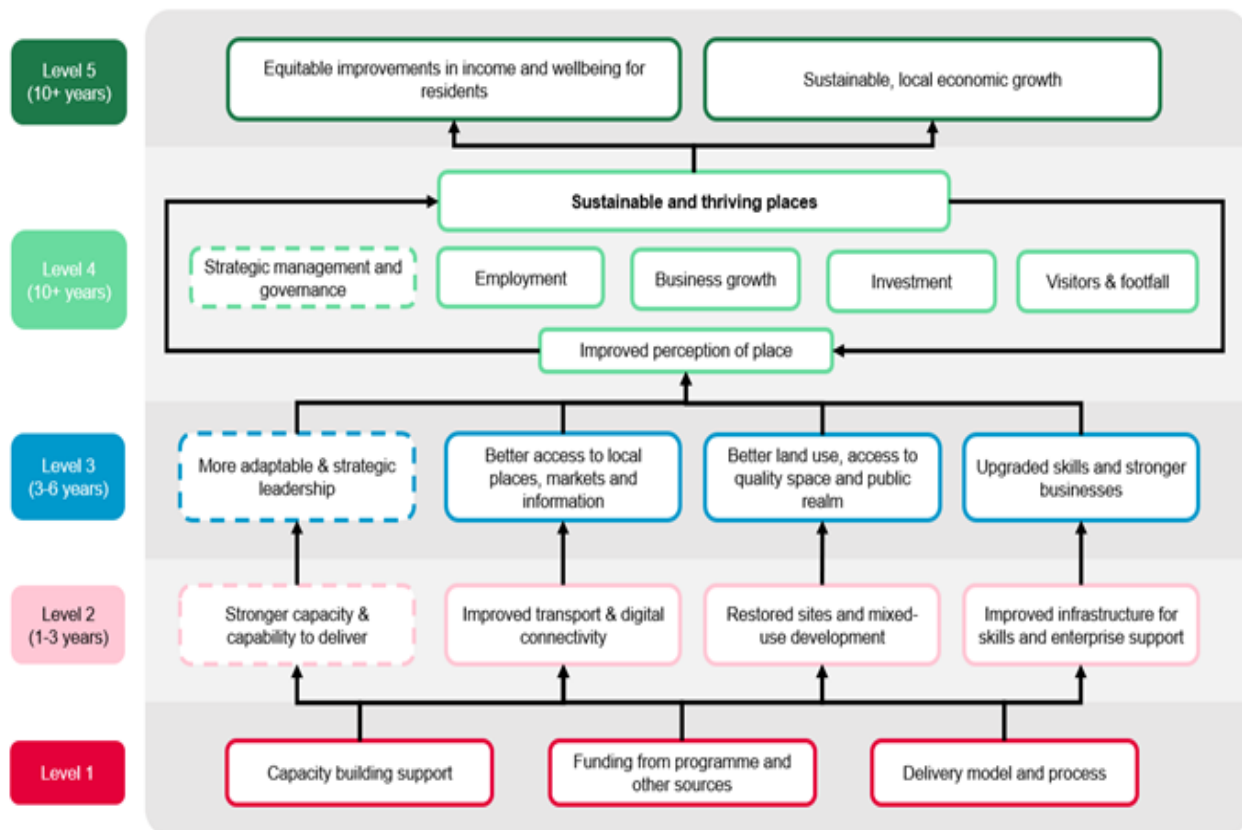 Level 5
(10+ years)
Equitable improvements in income and wellbeing for
residents
Sustainable, local economic growth
Sustainable and thriving places
Level 4
(10+ years)
Strategic management and
governance
Employment
Business growth
Investment
Visitors & footfall
Improved perception of place
Level 3
(3-6 years)
More adaptable & strategic
leadership
Better access to local
places, markets and
information
Better land use, access to
quality space and public
realm
Upgraded skills and stronger
businesses
Level 2
(1-3 years)
Stronger capacity &
capability to deliver
Improved transport & digital
connectivity
Restored sites and mixed-
use development
Improved infrastructure for
skills and enterprise support
Level 1
Capacity building support
Funding from programme and
other sources
Delivery model and process